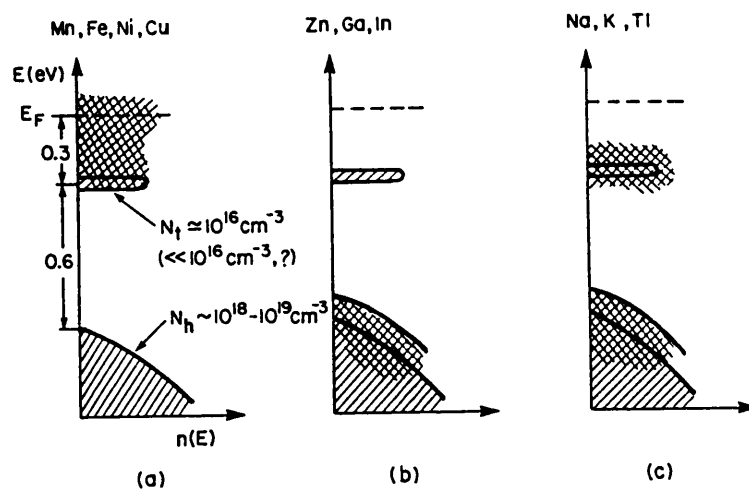 Mn, Fe, Ni, Cu
Zn, Ga, In
Na, K, Tl
E(eV)
E_F
0.3
N_t ≃ 10^16 cm^-3
(<<10^16 cm^-3, ?)
0.6
N_h ~ 10^18 - 10^19 cm^-3
n(E)
(a)
(b)
(c)